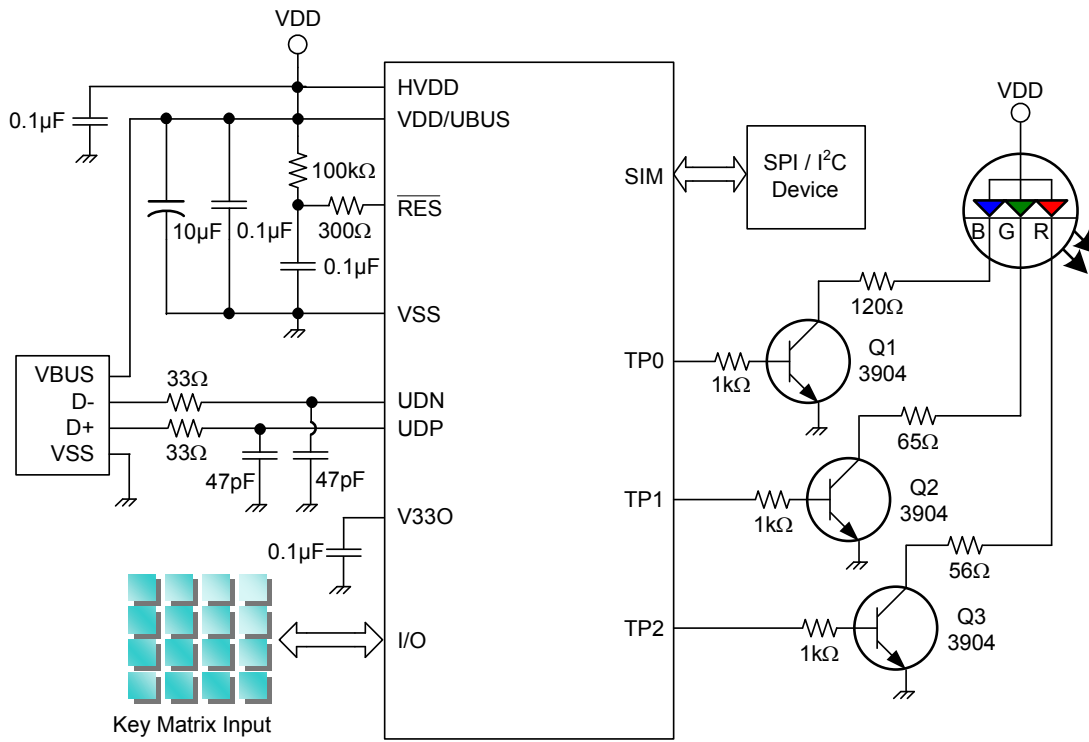 VDD
HVDD
0.1µF
VDD/UBUS
100kΩ
RES
300Ω
10µF
0.1µF
0.1µF
VSS
VBUS
D-
D+
VSS
33Ω
33Ω
UDN
UDP
47pF
47pF
V33O
0.1µF
I/O
Key Matrix Input
SIM
SPI / I²C
Device
VDD
B G R
120Ω
TP0
1kΩ
Q1
3904
65Ω
TP1
1kΩ
Q2
3904
56Ω
TP2
1kΩ
Q3
3904